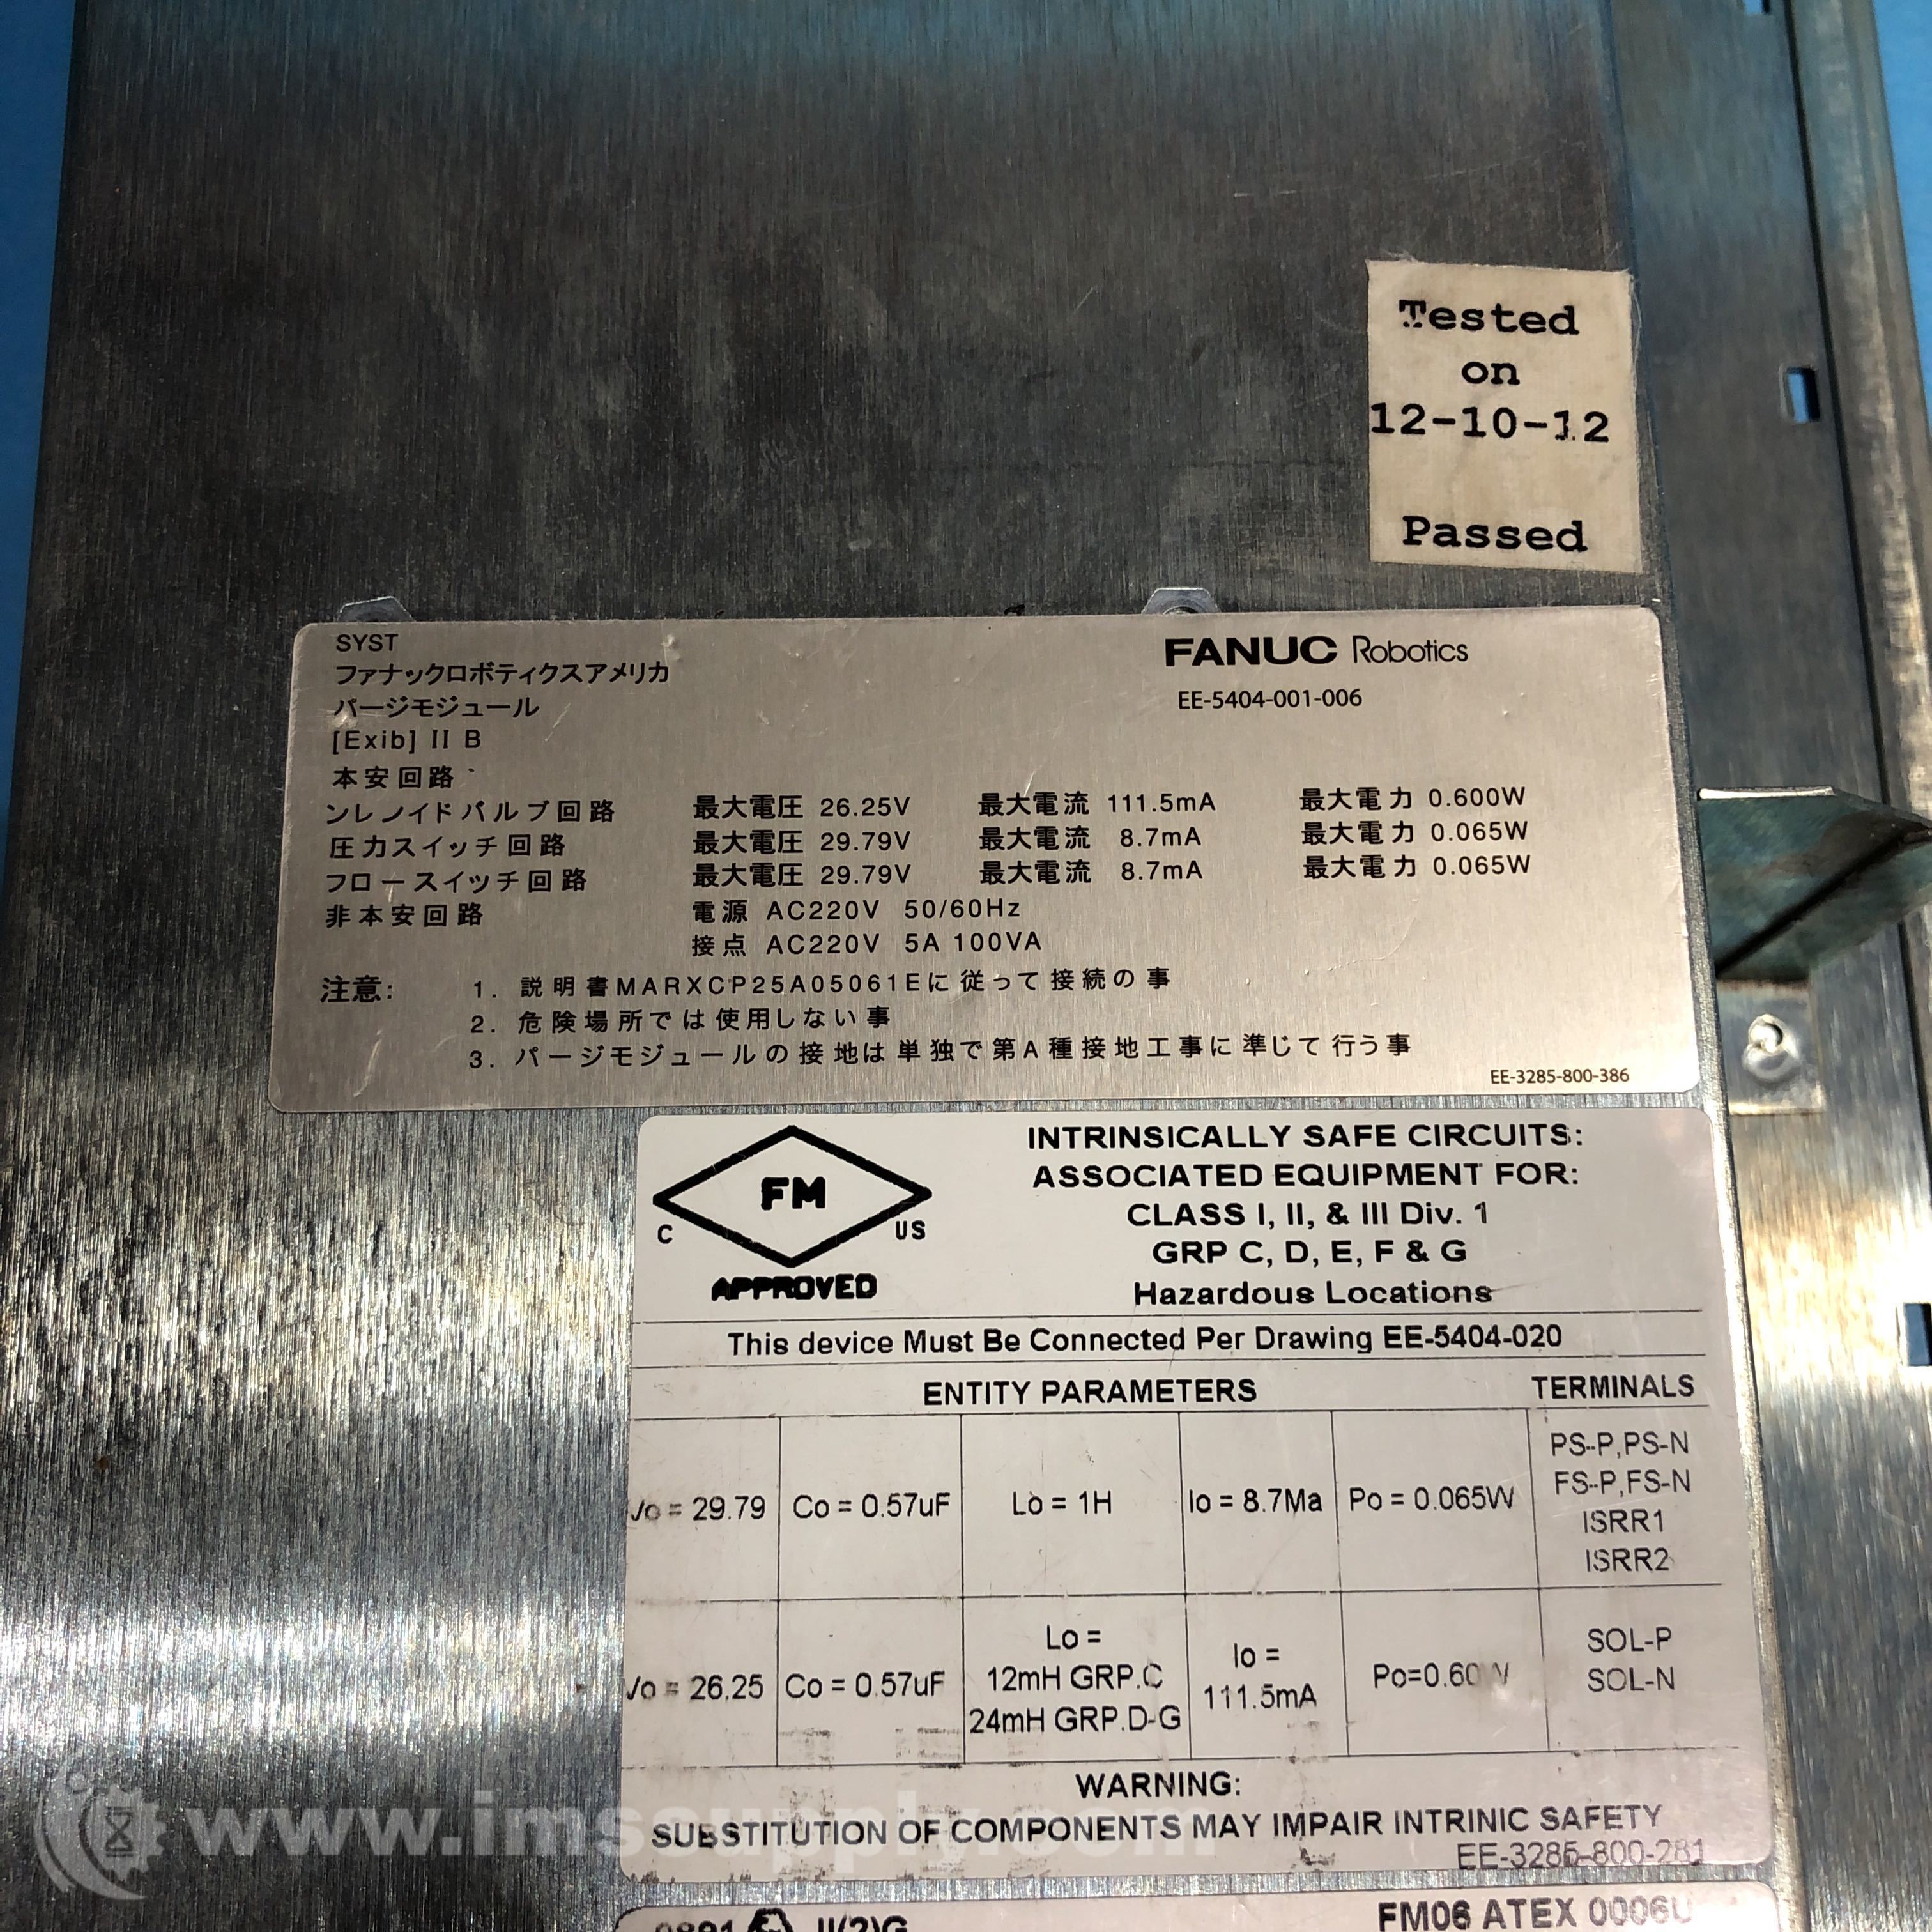 Tested
on
12-10-12
Passed
SYST
ファナックロボティクスアメリカ
パージモジュール
[Exib] II B
本安回路
FANUC Robotics
EE-5404-001-006
ンレノイドバルブ回路 最大電圧 26.25V 最大電流 111.5mA 最大電力 0.600W
圧力スイッチ回路 最大電圧 29.79V 最大電流 8.7mA 最大電力 0.065W
フロースイッチ回路 最大電圧 29.79V 最大電流 8.7mA 最大電力 0.065W
非本安回路 電源 AC220V 50/60Hz
接点 AC220V 5A 100VA
注意: 1. 説明書MARXCP25A05061Eに従って接続の事
2. 危険場所では使用しない事
3. パージモジュールの接地は単独で第A種接地工事に準じて行う事
EE-3285-800-386
FM
C US
APPROVED
INTRINSICALLY SAFE CIRCUITS:
ASSOCIATED EQUIPMENT FOR:
CLASS I, II, & III Div. 1
GRP C, D, E, F & G
Hazardous Locations
This device Must Be Connected Per Drawing EE-5404-020
ENTITY PARAMETERS TERMINALS
Vo = 29.79 Co = 0.57uF Lo = 1H Io = 8.7Ma Po = 0.065W
PS-P,PS-N
FS-P,FS-N
ISRR1
ISRR2
Vo = 26.25 Co = 0.57uF
Lo =
12mH GRP.C
24mH GRP.D-G
Io =
111.5mA
Po=0.60W
SOL-P
SOL-N
WARNING:
SUBSTITUTION OF COMPONENTS MAY IMPAIR INTRINIC SAFETY
EE-3285-800-281
www.imssupply.com
II(2)G
FM06 ATEX 0006U